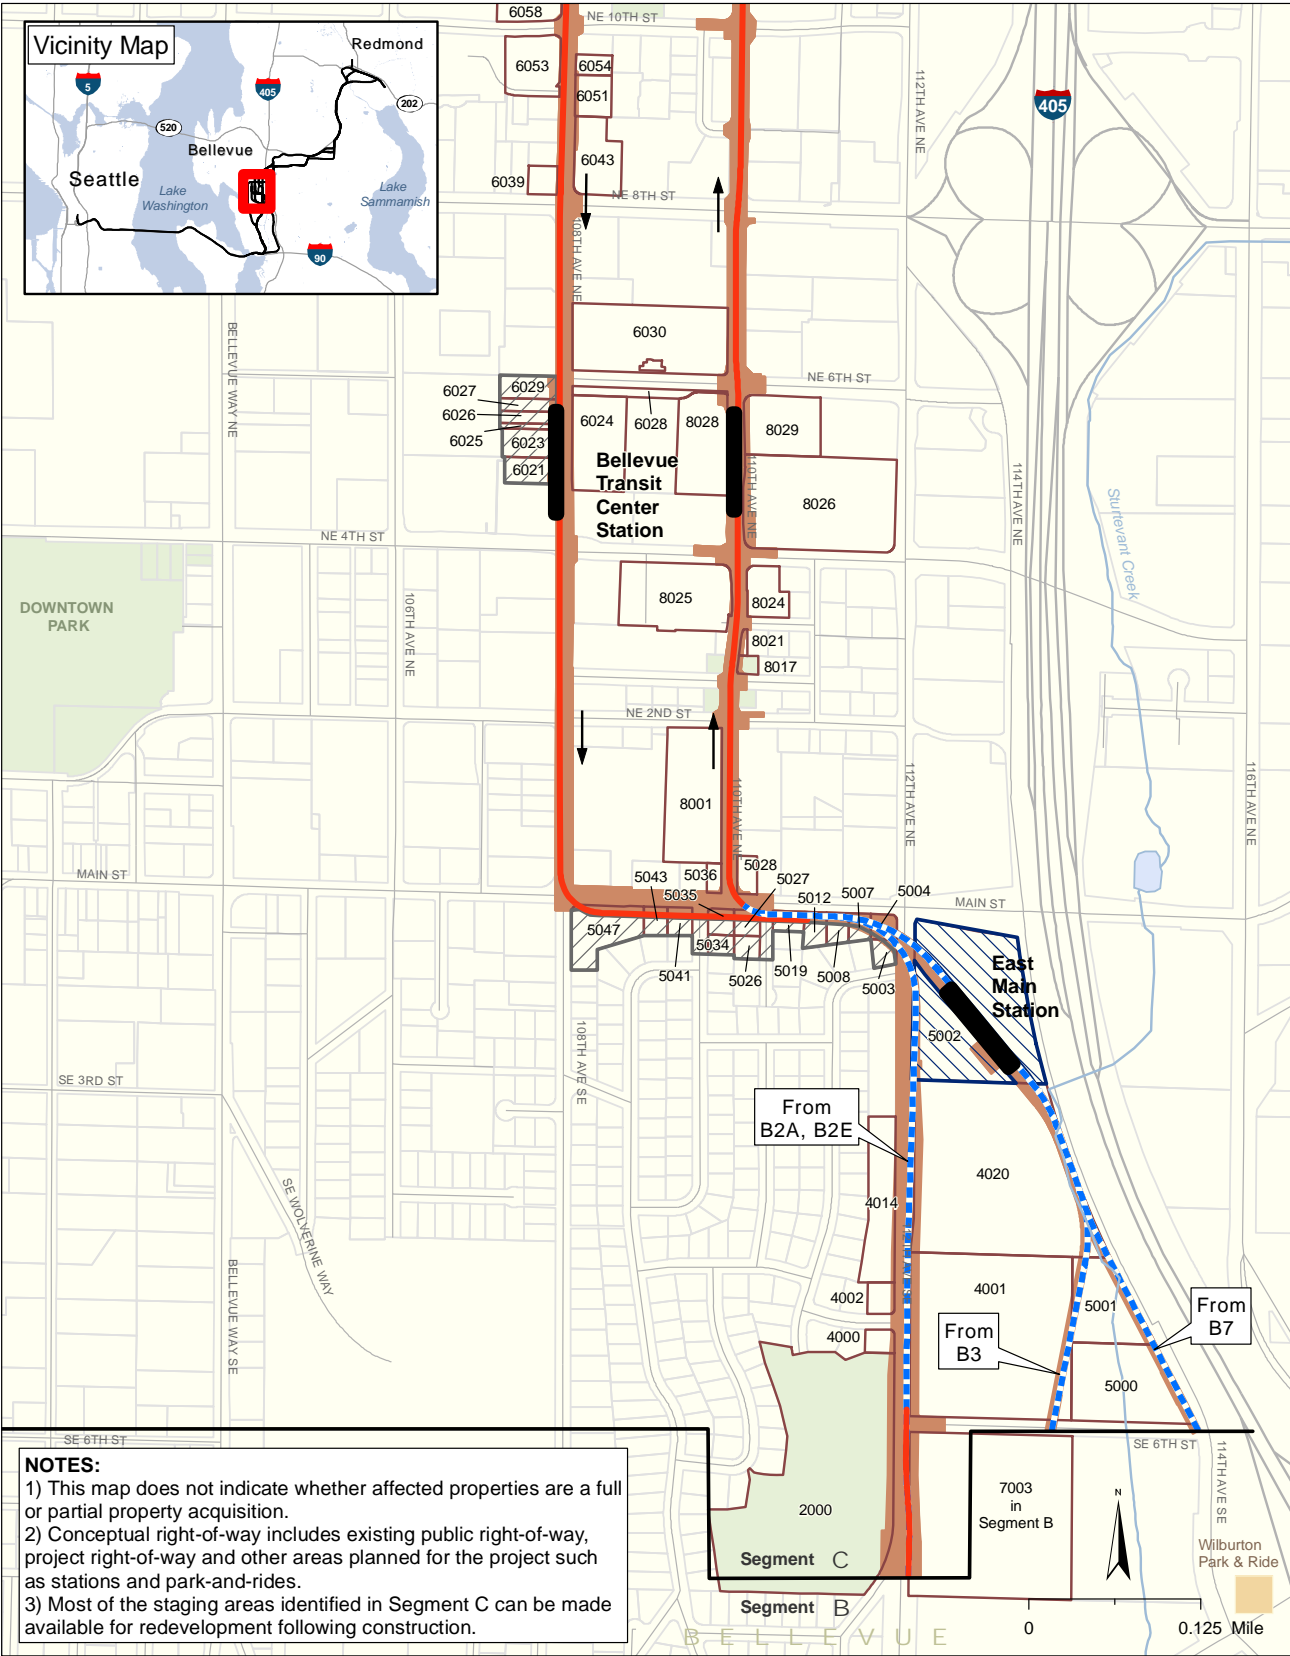 Vicinity Map
Redmond
5
405
202
520
Bellevue
Seattle
Lake
Washington
Lake
Sammamish
90
6058
NE 10TH ST
6053
6054
6051
6043
6039
NE 8TH ST
108TH AVE NE
112TH AVE NE
405
6030
BELLEVUE WAY NE
NE 6TH ST
6029
6027
6026
6025
6023
6021
6024
6028
8028
8029
8026
Bellevue
Transit
Center
Station
110TH AVE NE
114TH AVE NE
Sturtevant Creek
NE 4TH ST
DOWNTOWN
PARK
106TH AVE NE
8025
8024
8021
8017
NE 2ND ST
8001
110TH AVE NE
112TH AVE NE
116TH AVE NE
MAIN ST
5043
5036
5028
5035
5027
5012
5007
5004
MAIN ST
5047
5034
5041
5026
5019
5008
5003
East
Main
Station
5002
108TH AVE SE
SE 3RD ST
From
B2A, B2E
4020
4014
SE WOLVERINE WAY
BELLEVUE WAY SE
4002
4001
5001
4000
From
B3
From
B7
5000
SE 6TH ST
SE 6TH ST
114TH AVE SE
2000
7003
in
Segment B
N
Segment C
Segment B
Wilburton
Park & Ride
0
0.125 Mile
BELLEVUE
NOTES:
1) This map does not indicate whether affected properties are a full
or partial property acquisition.
2) Conceptual right-of-way includes existing public right-of-way,
project right-of-way and other areas planned for the project such
as stations and park-and-rides.
3) Most of the staging areas identified in Segment C can be made
available for redevelopment following construction.